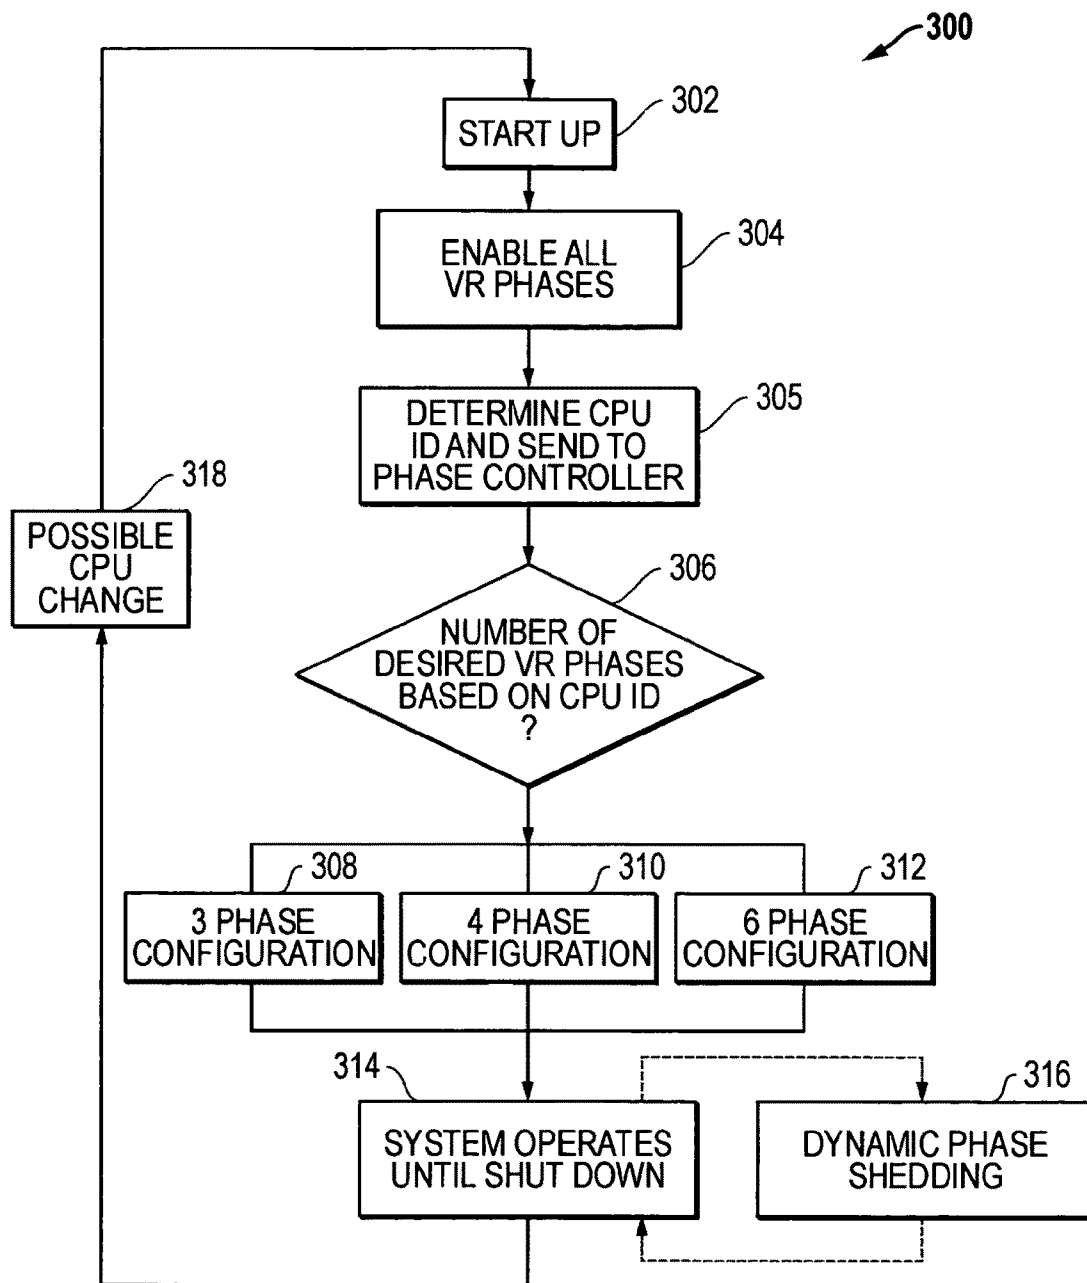 300
302
START UP
304
ENABLE ALL
VR PHASES
305
DETERMINE CPU
ID AND SEND TO
PHASE CONTROLLER
318
POSSIBLE
CPU
CHANGE
306
NUMBER OF
DESIRED VR PHASES
BASED ON CPU ID
?
308
3 PHASE
CONFIGURATION
310
4 PHASE
CONFIGURATION
312
6 PHASE
CONFIGURATION
314
SYSTEM OPERATES
UNTIL SHUT DOWN
316
DYNAMIC PHASE
SHEDDING